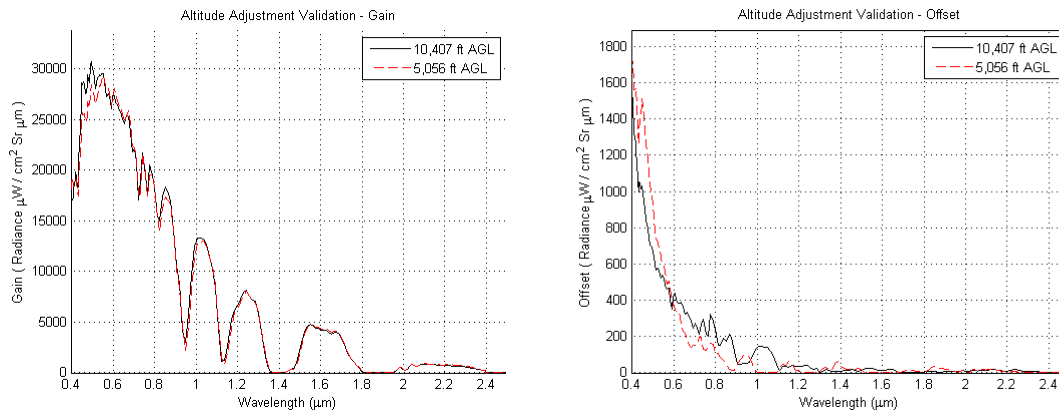 Altitude Adjustment Validation - Gain
10,407 ft AGL
5,056 ft AGL
Gain ( Radiance μW / cm² Sr μm )
30000
25000
20000
15000
10000
5000
0
0.4 0.6 0.8 1 1.2 1.4 1.6 1.8 2 2.2 2.4
Wavelength (μm)
Altitude Adjustment Validation - Offset
10,407 ft AGL
5,056 ft AGL
Offset ( Radiance μW / cm² Sr μm )
1800
1600
1400
1200
1000
800
600
400
200
0
0.4 0.6 0.8 1 1.2 1.4 1.6 1.8 2 2.2 2.4
Wavelength (μm)